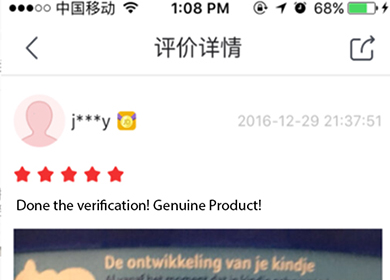 中国移动 1:08 PM 68%
评价详情
j***y 2016-12-29 21:37:51
Done the verification! Genuine Product!
De ontwikkeling van je kindje